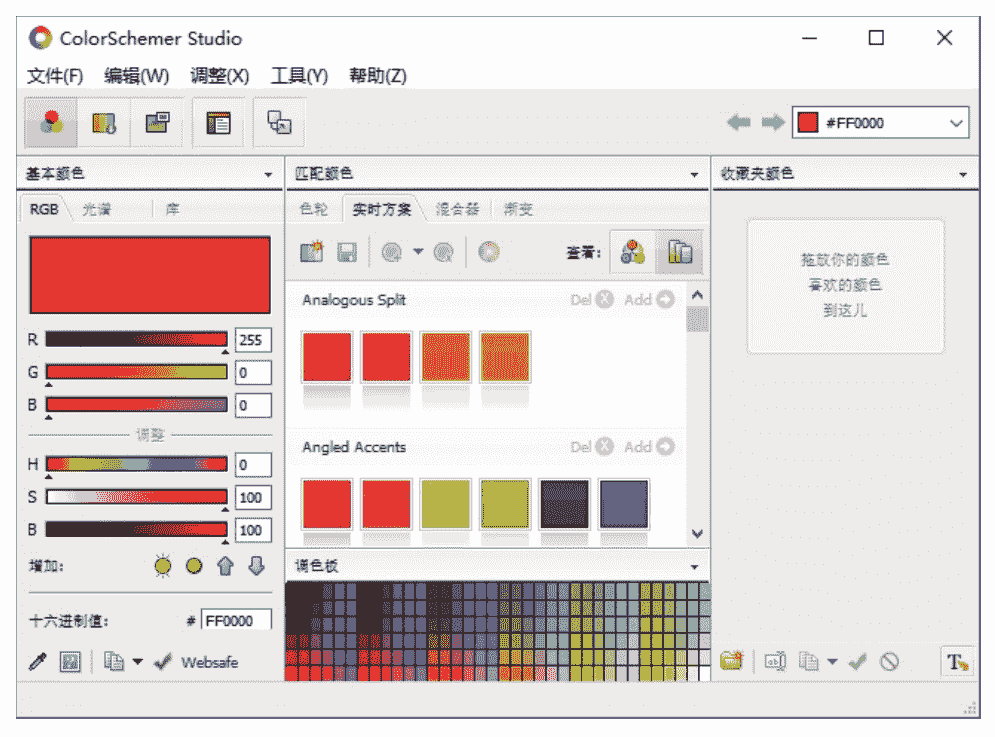 ColorSchemer Studio
文件(F) 编辑(W) 调整(X) 工具(Y) 帮助(Z)
#FF0000
基本颜色
RGB 光谱 库
R 255
G 0
B 0
调整
H 0
S 100
B 100
增加:
十六进制值: # FF0000
Websafe
匹配颜色
色轮 实时方案 混合器 渐变
查看:
Analogous Split Del X Add
Angled Accents Del X Add
调色板
收藏夹颜色
拖放你的颜色
喜欢的颜色
到这儿
T